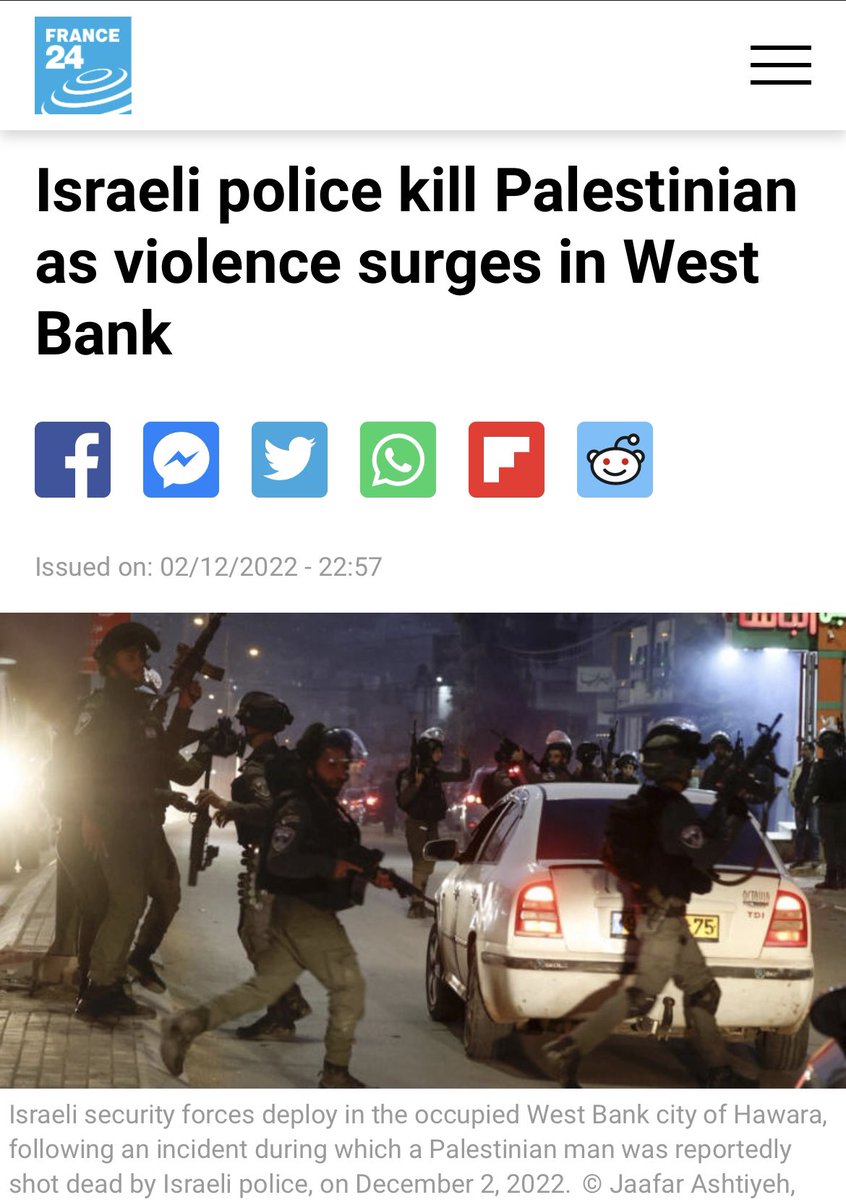 FRANCE
24
Israeli police kill Palestinian
as violence surges in West
Bank
Issued on: 02/12/2022 - 22:57
OCTAVIA
TDI
75
Israeli security forces deploy in the occupied West Bank city of Hawara,
following an incident during which a Palestinian man was reportedly
shot dead by Israeli police, on December 2, 2022. © Jaafar Ashtiyeh,